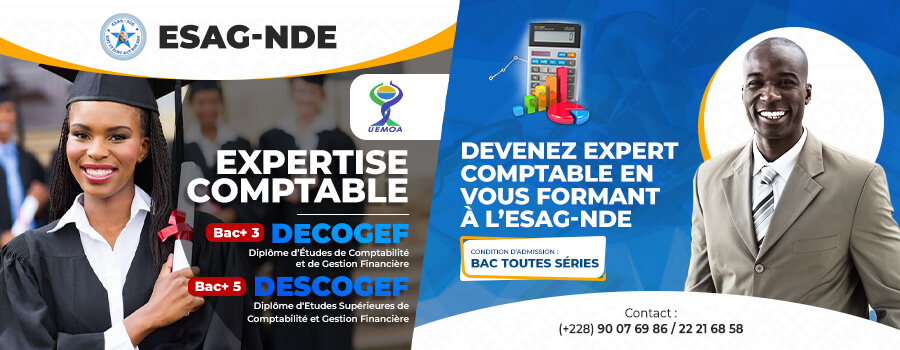 ESAG-NDE
UEMOA
EXPERTISE
COMPTABLE
Bac+ 3 DECOGEF
Diplôme d'Études de Comptabilité
et de Gestion Financière
Bac+ 5 DESCOGEF
Diplôme d'Etudes Supérieures de
Comptabilité et Gestion Financière
DEVENEZ EXPERT
COMPTABLE EN
VOUS FORMANT
À L'ESAG-NDE
CONDITION D'ADMISSION :
BAC TOUTES SÉRIES
Contact :
(+228) 90 07 69 86 / 22 21 68 58